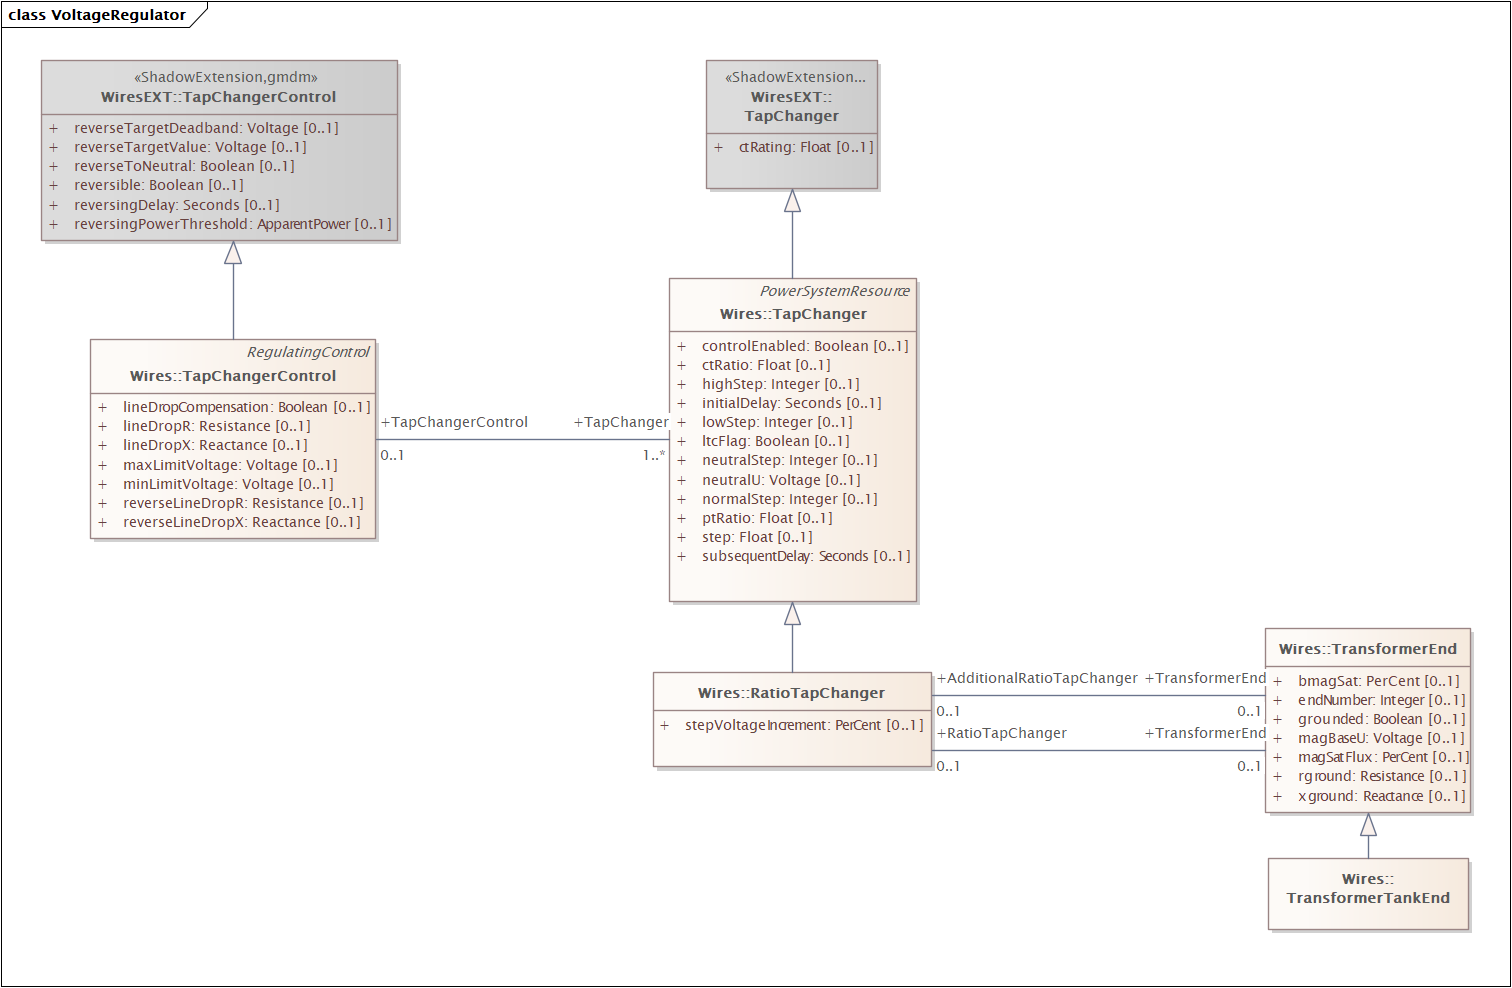 class VoltageRegulator
«ShadowExtension,gmdm»
WiresEXT::TapChangerControl
+ reverseTargetDeadband: Voltage [0..1]
+ reverseTargetValue: Voltage [0..1]
+ reverseToNeutral: Boolean [0..1]
+ reversible: Boolean [0..1]
+ reversingDelay: Seconds [0..1]
+ reversingPowerThreshold: ApparentPower [0..1]
«ShadowExtension...
WiresEXT::
TapChanger
+ ctRating: Float [0..1]
RegulatingControl
Wires::TapChangerControl
+ lineDropCompensation: Boolean [0..1]
+ lineDropR: Resistance [0..1]
+ lineDropX: Reactance [0..1]
+ maxLimitVoltage: Voltage [0..1]
+ minLimitVoltage: Voltage [0..1]
+ reverseLineDropR: Resistance [0..1]
+ reverseLineDropX: Reactance [0..1]
+TapChangerControl +TapChanger
0..1 1..*
PowerSystemResource
Wires::TapChanger
+ controlEnabled: Boolean [0..1]
+ ctRatio: Float [0..1]
+ highStep: Integer [0..1]
+ initialDelay: Seconds [0..1]
+ lowStep: Integer [0..1]
+ ltcFlag: Boolean [0..1]
+ neutralStep: Integer [0..1]
+ neutralU: Voltage [0..1]
+ normalStep: Integer [0..1]
+ ptRatio: Float [0..1]
+ step: Float [0..1]
+ subsequentDelay: Seconds [0..1]
Wires::RatioTapChanger
+ stepVoltageIncrement: PerCent [0..1]
+AdditionalRatioTapChanger +TransformerEnd
0..1 0..1
+RatioTapChanger +TransformerEnd
0..1 0..1
Wires::TransformerEnd
+ bmagSat: PerCent [0..1]
+ endNumber: Integer [0..1]
+ grounded: Boolean [0..1]
+ magBaseU: Voltage [0..1]
+ magSatFlux: PerCent [0..1]
+ rground: Resistance [0..1]
+ xground: Reactance [0..1]
Wires::
TransformerTankEnd